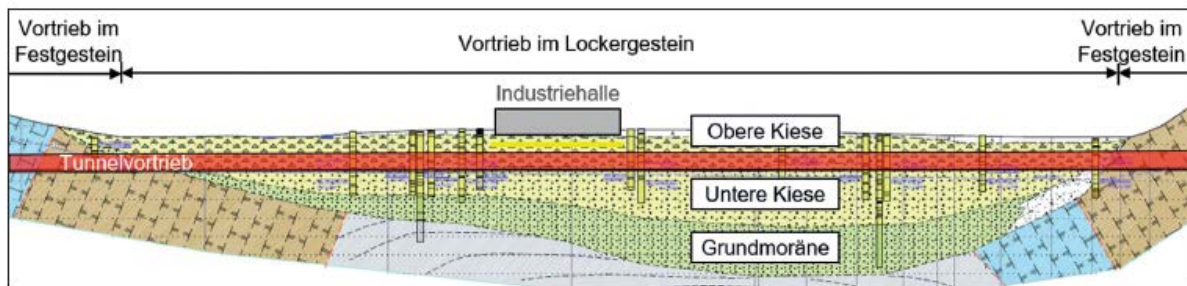 Vortrieb im
Festgestein
Vortrieb im Lockergestein
Vortrieb im
Festgestein
Industriehalle
Obere Kiese
Tunnelvortrieb
Untere Kiese
Grundmoräne